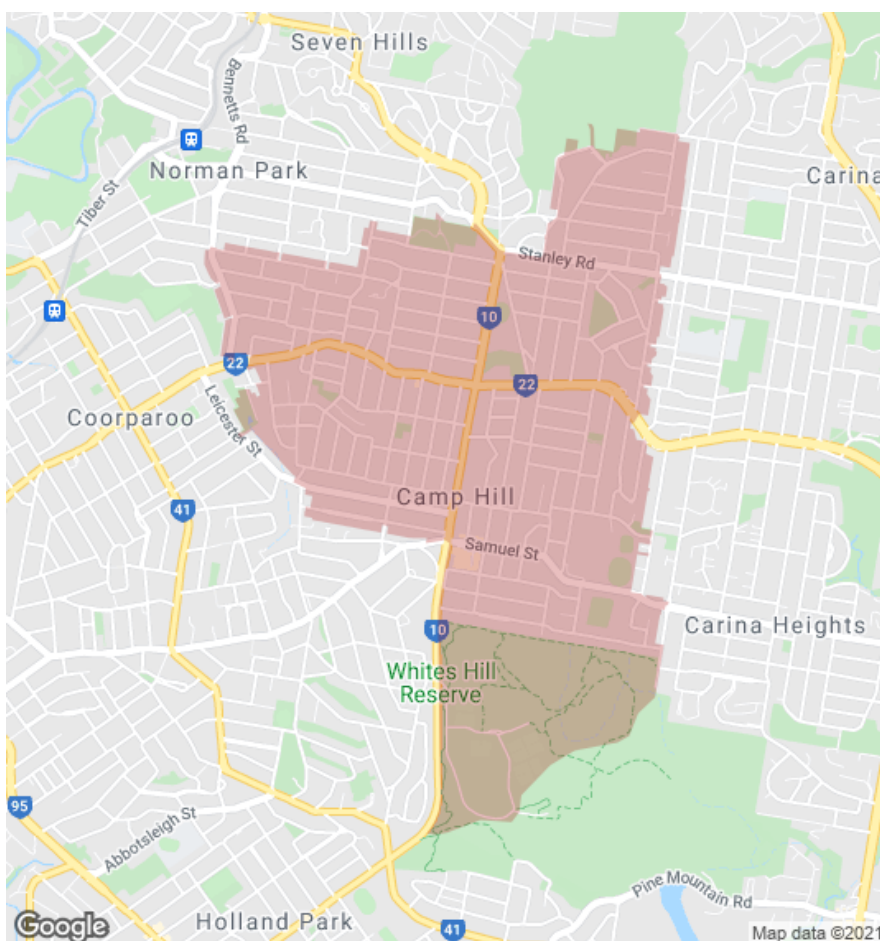 Seven Hills
Bennetts Rd
Norman Park
Carina
Tiber St
Stanley Rd
10
22
22
Coorparoo
Leicester St
Camp Hill
41
Samuel St
10
Carina Heights
Whites Hill
Reserve
95
Abbotsleigh St
Pine Mountain Rd
Holland Park
41
Google
Map data ©2021